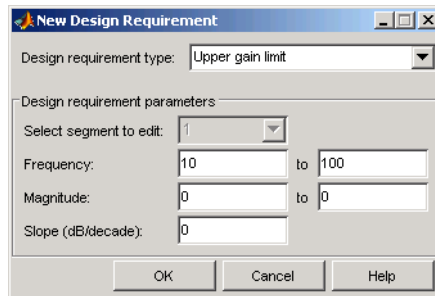 New Design Requirement
Design requirement type: Upper gain limit
Design requirement parameters
Select segment to edit: 1
Frequency: 10 to 100
Magnitude: 0 to 0
Slope (dB/decade): 0
OK Cancel Help